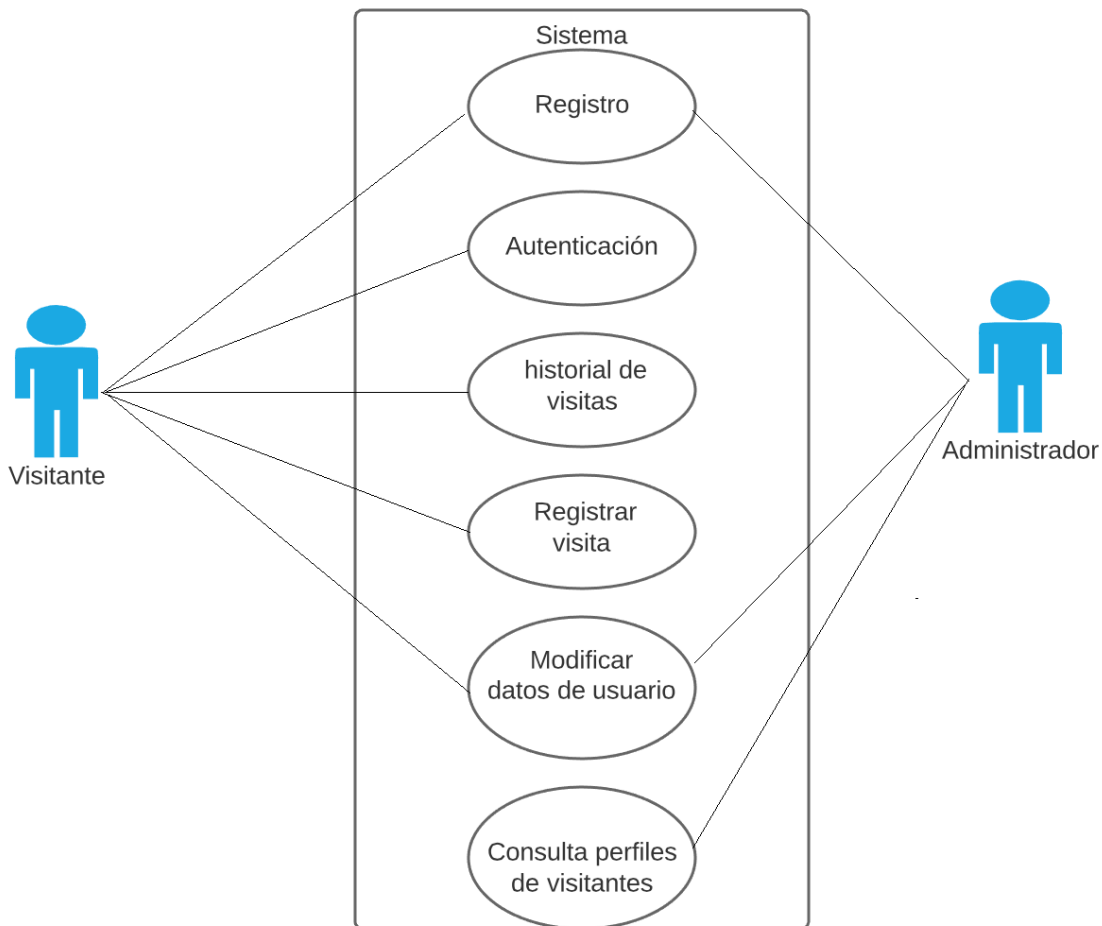 Sistema
Registro
Autenticación
historial de
visitas
Registrar
visita
Modificar
datos de usuario
Consulta perfiles
de visitantes
Visitante
Administrador